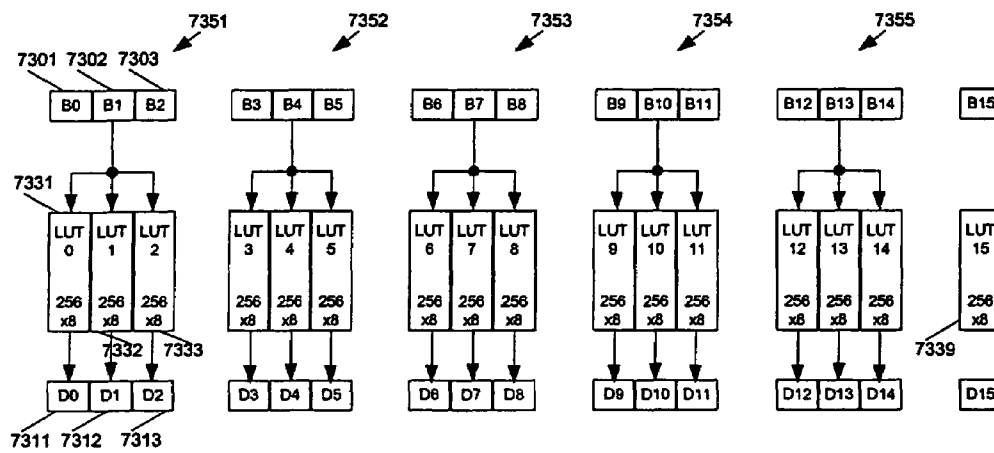 7351 7352 7353 7354 7355
7301 7302 7303
B0 B1 B2 B3 B4 B5 B6 B7 B8 B9 B10 B11 B12 B13 B14 B15
7331
LUT LUT LUT LUT LUT LUT LUT LUT LUT LUT LUT LUT LUT LUT LUT LUT
0 1 2 3 4 5 6 7 8 9 10 11 12 13 14 15
256 256 256 256 256 256 256 256 256 256 256 256 256 256 256 256
x8 x8 x8 x8 x8 x8 x8 x8 x8 x8 x8 x8 x8 x8 x8 x8
7332 7333 7339
D0 D1 D2 D3 D4 D5 D6 D7 D8 D9 D10 D11 D12 D13 D14 D15
7311 7312 7313